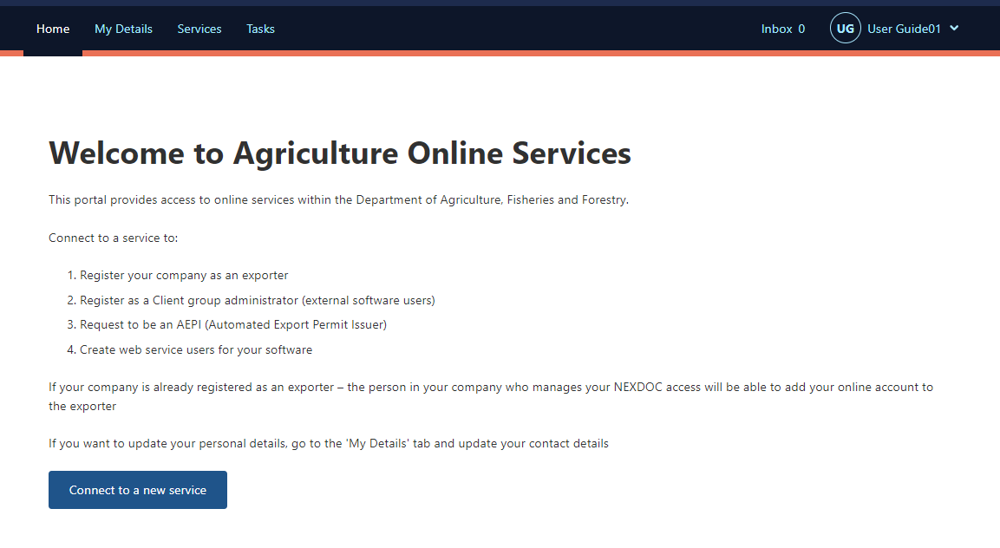 Home My Details Services Tasks Inbox 0 UG User Guide01
Welcome to Agriculture Online Services
This portal provides access to online services within the Department of Agriculture, Fisheries and Forestry.
Connect to a service to:
1. Register your company as an exporter
2. Register as a Client group administrator (external software users)
3. Request to be an AEPI (Automated Export Permit Issuer)
4. Create web service users for your software
If your company is already registered as an exporter – the person in your company who manages your NEXDOC access will be able to add your online account to
the exporter
If you want to update your personal details, go to the 'My Details' tab and update your contact details
Connect to a new service